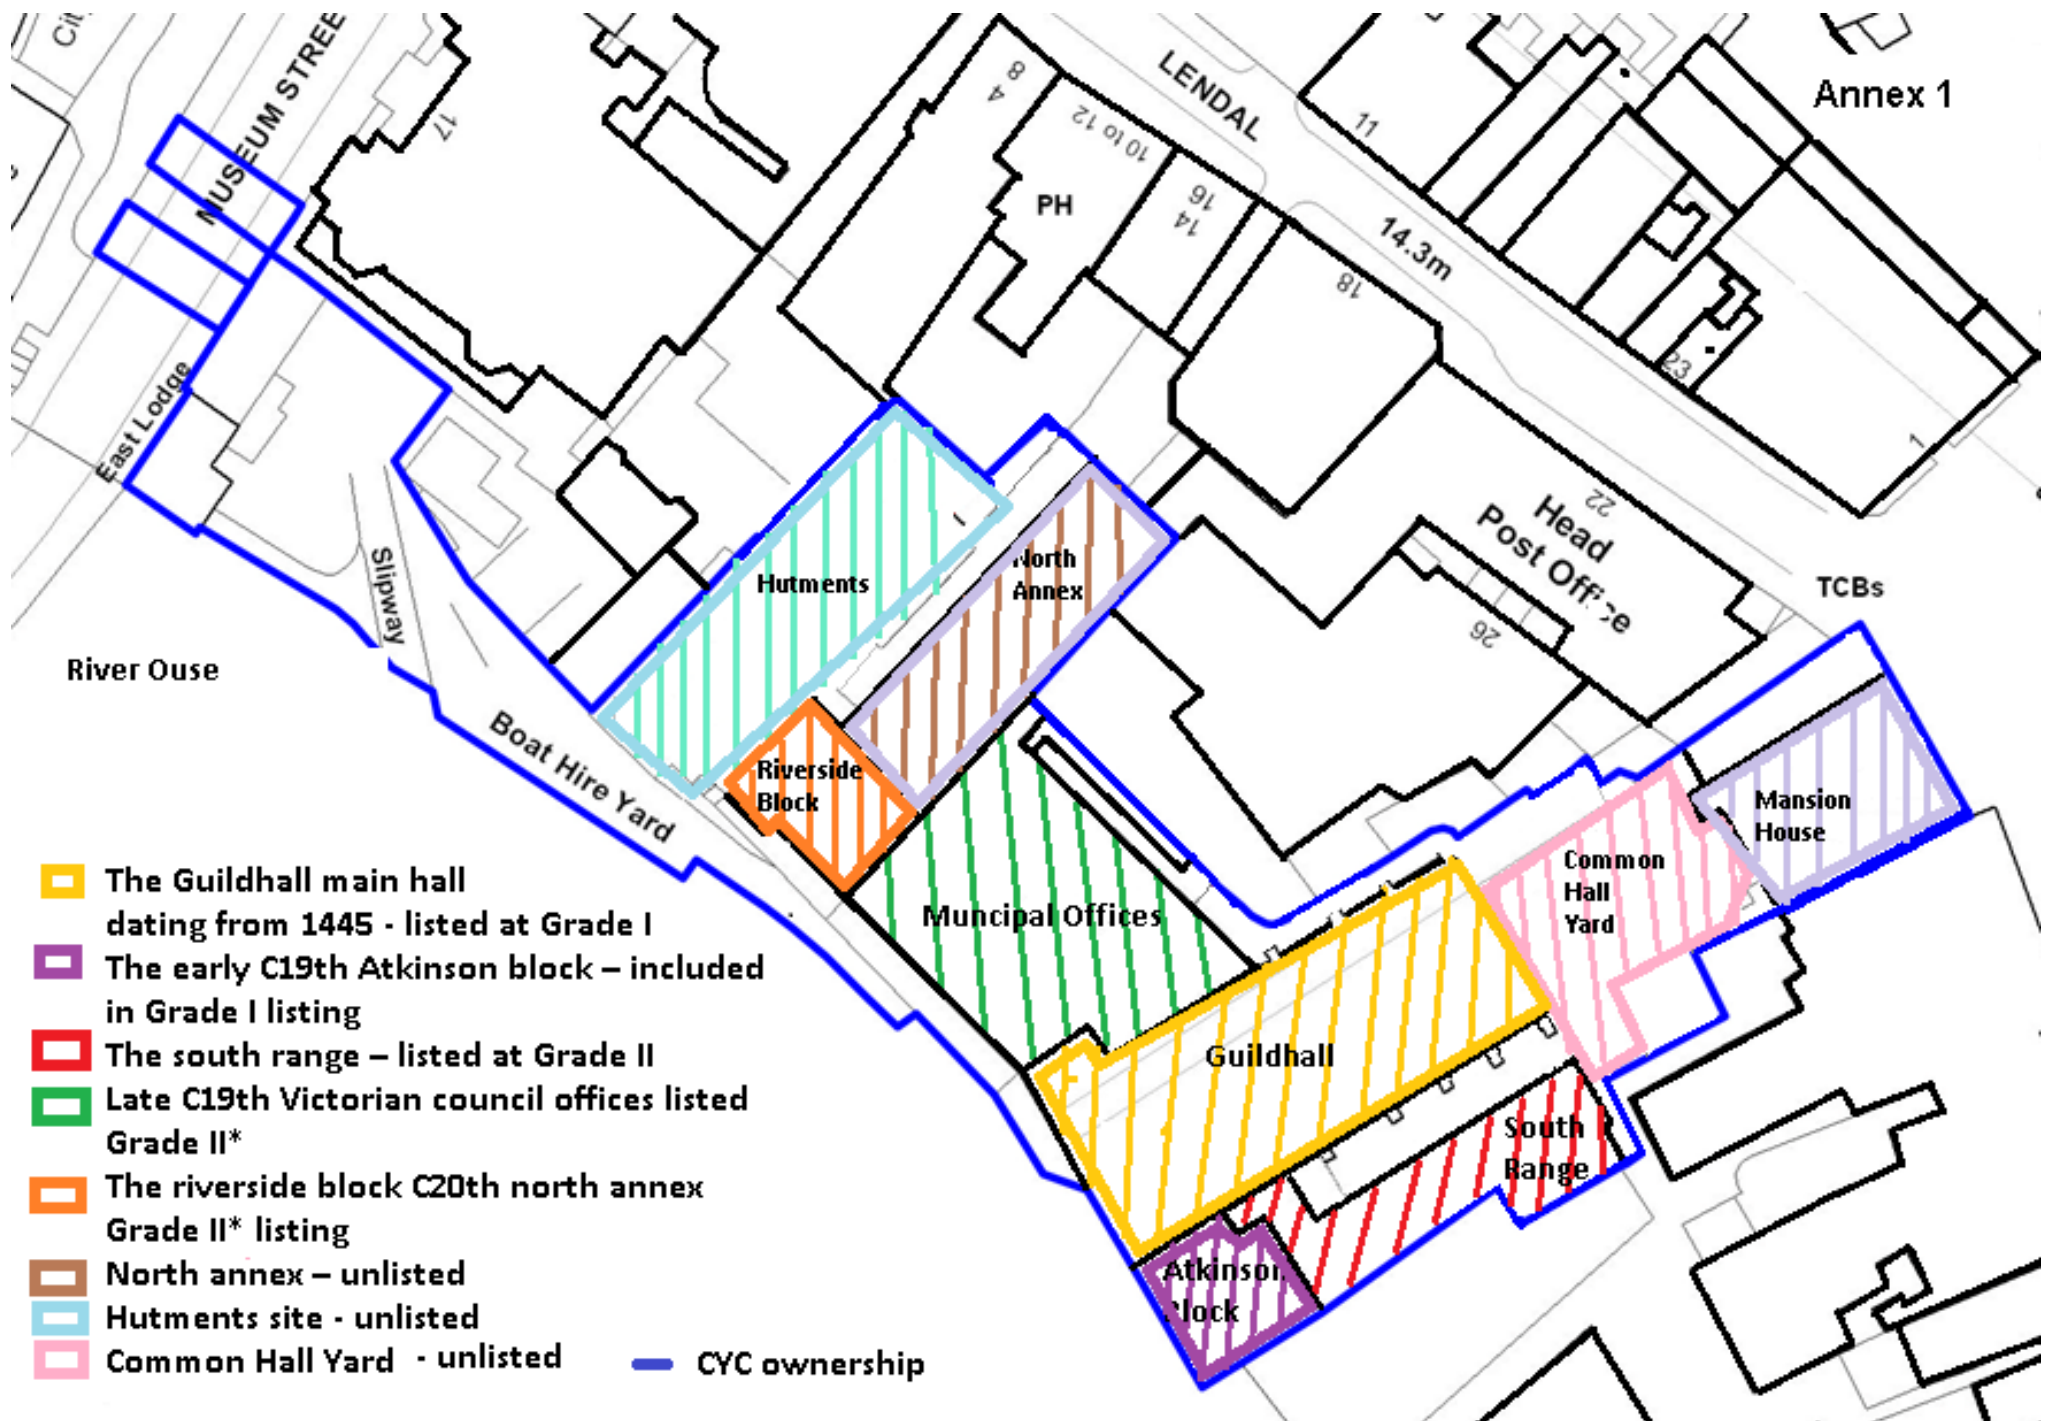 Cit
MUSEUM STREE
17
8
4
10 to 12
PH
16
14
LENDAL
11
Annex 1
14.3m
18
23
1
East Lodge
Slipway
River Ouse
Boat Hire Yard
Hutments
North
Annex
Head
Post Office
22
26
TCBs
Riverside
Block
Muncipal Offices
Mansion
House
Common
Hall
Yard
Guildhall
South
Range
Atkinson
Block
The Guildhall main hall
dating from 1445 - listed at Grade I
The early C19th Atkinson block – included
in Grade I listing
The south range – listed at Grade II
Late C19th Victorian council offices listed
Grade II*
The riverside block C20th north annex
Grade II* listing
North annex – unlisted
Hutments site - unlisted
Common Hall Yard - unlisted
CYC ownership